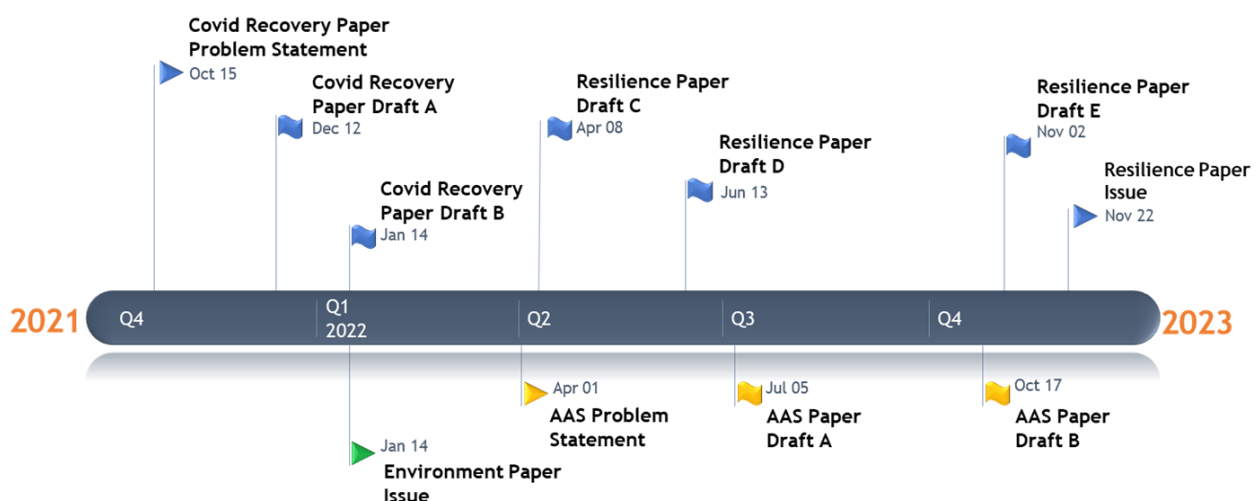 Covid Recovery Paper
Problem Statement
Oct 15
Covid Recovery
Paper Draft A
Dec 12
Covid Recovery
Paper Draft B
Jan 14
Resilience Paper
Draft C
Apr 08
Resilience Paper
Draft D
Jun 13
Resilience Paper
Draft E
Nov 02
Resilience Paper
Issue
Nov 22
2021
Q4
Q1
2022
Q2
Q3
Q4
2023
Jan 14
Environment Paper
Issue
Apr 01
AAS Problem
Statement
Jul 05
AAS Paper
Draft A
Oct 17
AAS Paper
Draft B